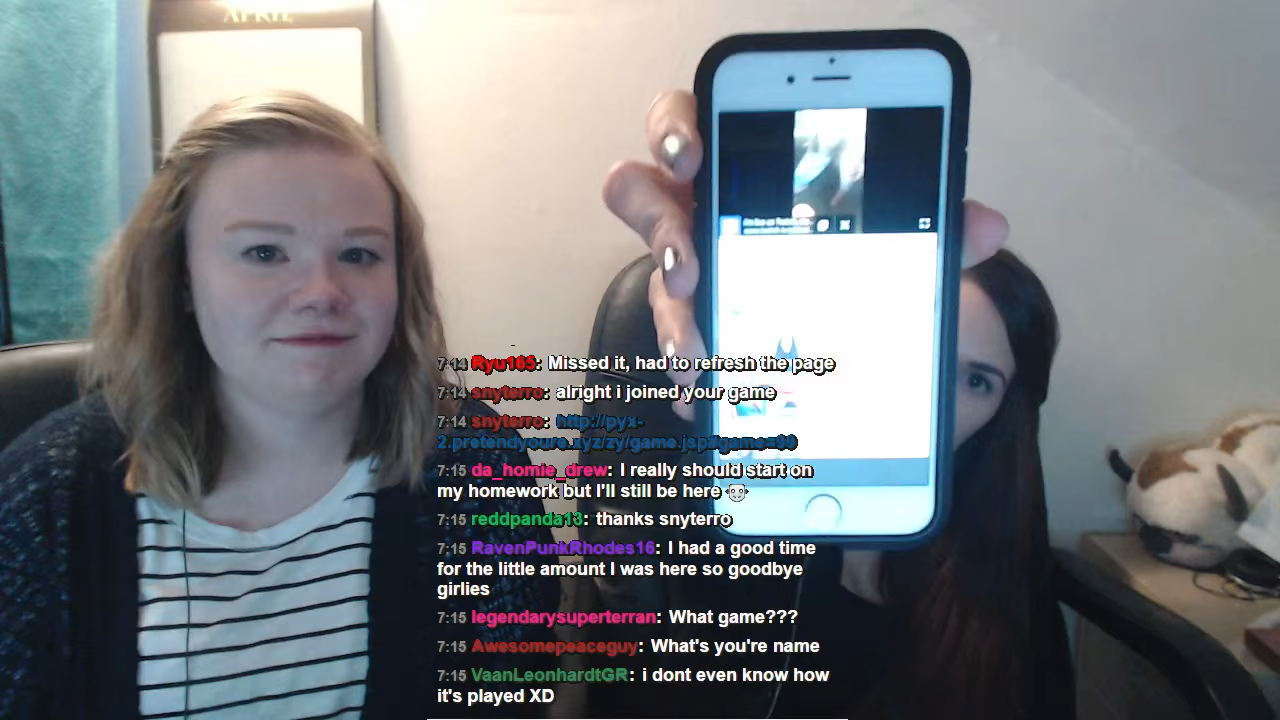 APRIL
7:14 Ryu165: Missed it, had to refresh the page
7:14 snyterro: alright i joined your game
7:14 snyterro: http://pyx-
2.pretendyoure.xyz/zy/game.jsp#game=90
7:15 da_homie_drew: I really should start on
my homework but I'll still be here
7:15 reddpanda13: thanks snyterro
7:15 RavenPunkRhodes16: I had a good time
for the little amount I was here so goodbye
girlies
7:15 legendarysuperterran: What game???
7:15 Awesomepeaceguy: What's you're name
7:15 VaanLeonhardtGR: i dont even know how
it's played XD